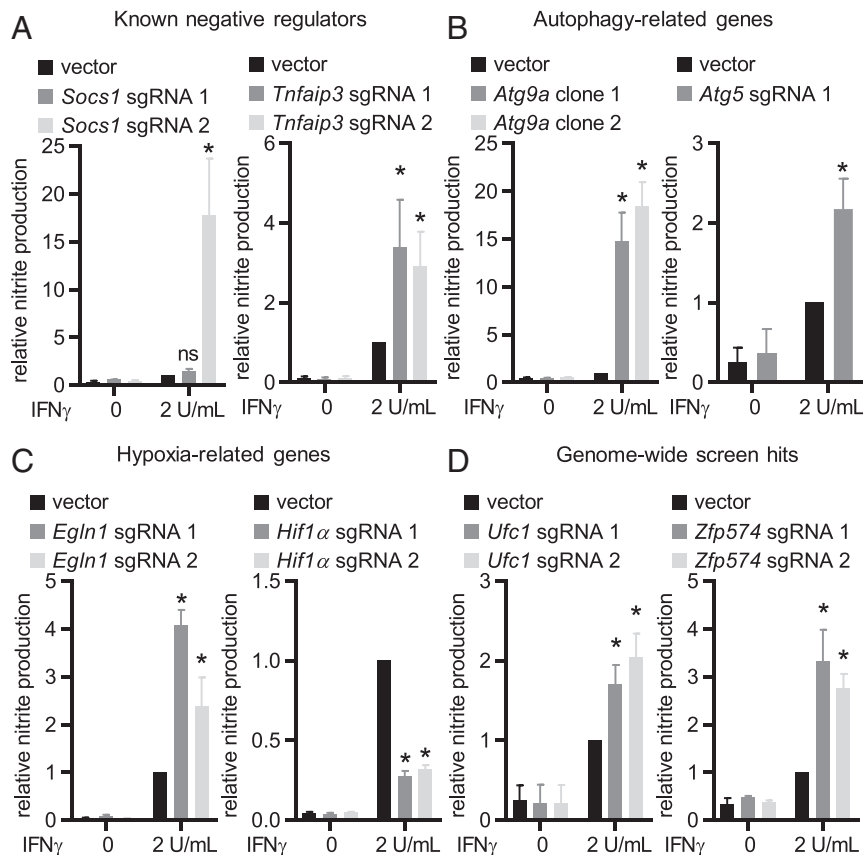 A
Known negative regulators
vector
Socs1 sgRNA 1
Socs1 sgRNA 2
relative nitrite production
25
20
15
10
5
0
ns
*
IFNγ
0
2 U/mL
vector
Tnfaip3 sgRNA 1
Tnfaip3 sgRNA 2
relative nitrite production
6
4
2
0
*
*
0
2 U/mL
B
Autophagy-related genes
vector
Atg9a clone 1
Atg9a clone 2
relative nitrite production
25
20
15
10
5
0
*
*
IFNγ
0
2 U/mL
vector
Atg5 sgRNA 1
relative nitrite production
3
2
1
0
*
0
2 U/mL
C
Hypoxia-related genes
vector
Egln1 sgRNA 1
Egln1 sgRNA 2
relative nitrite production
5
4
3
2
1
0
*
*
IFNγ
0
2 U/mL
vector
Hif1α sgRNA 1
Hif1α sgRNA 2
relative nitrite production
1.5
1.0
0.5
0.0
*
*
0
2 U/mL
D
Genome-wide screen hits
vector
Ufc1 sgRNA 1
Ufc1 sgRNA 2
relative nitrite production
3
2
1
0
*
*
IFNγ
0
2 U/mL
vector
Zfp574 sgRNA 1
Zfp574 sgRNA 2
relative nitrite production
5
4
3
2
1
0
*
*
0
2 U/mL